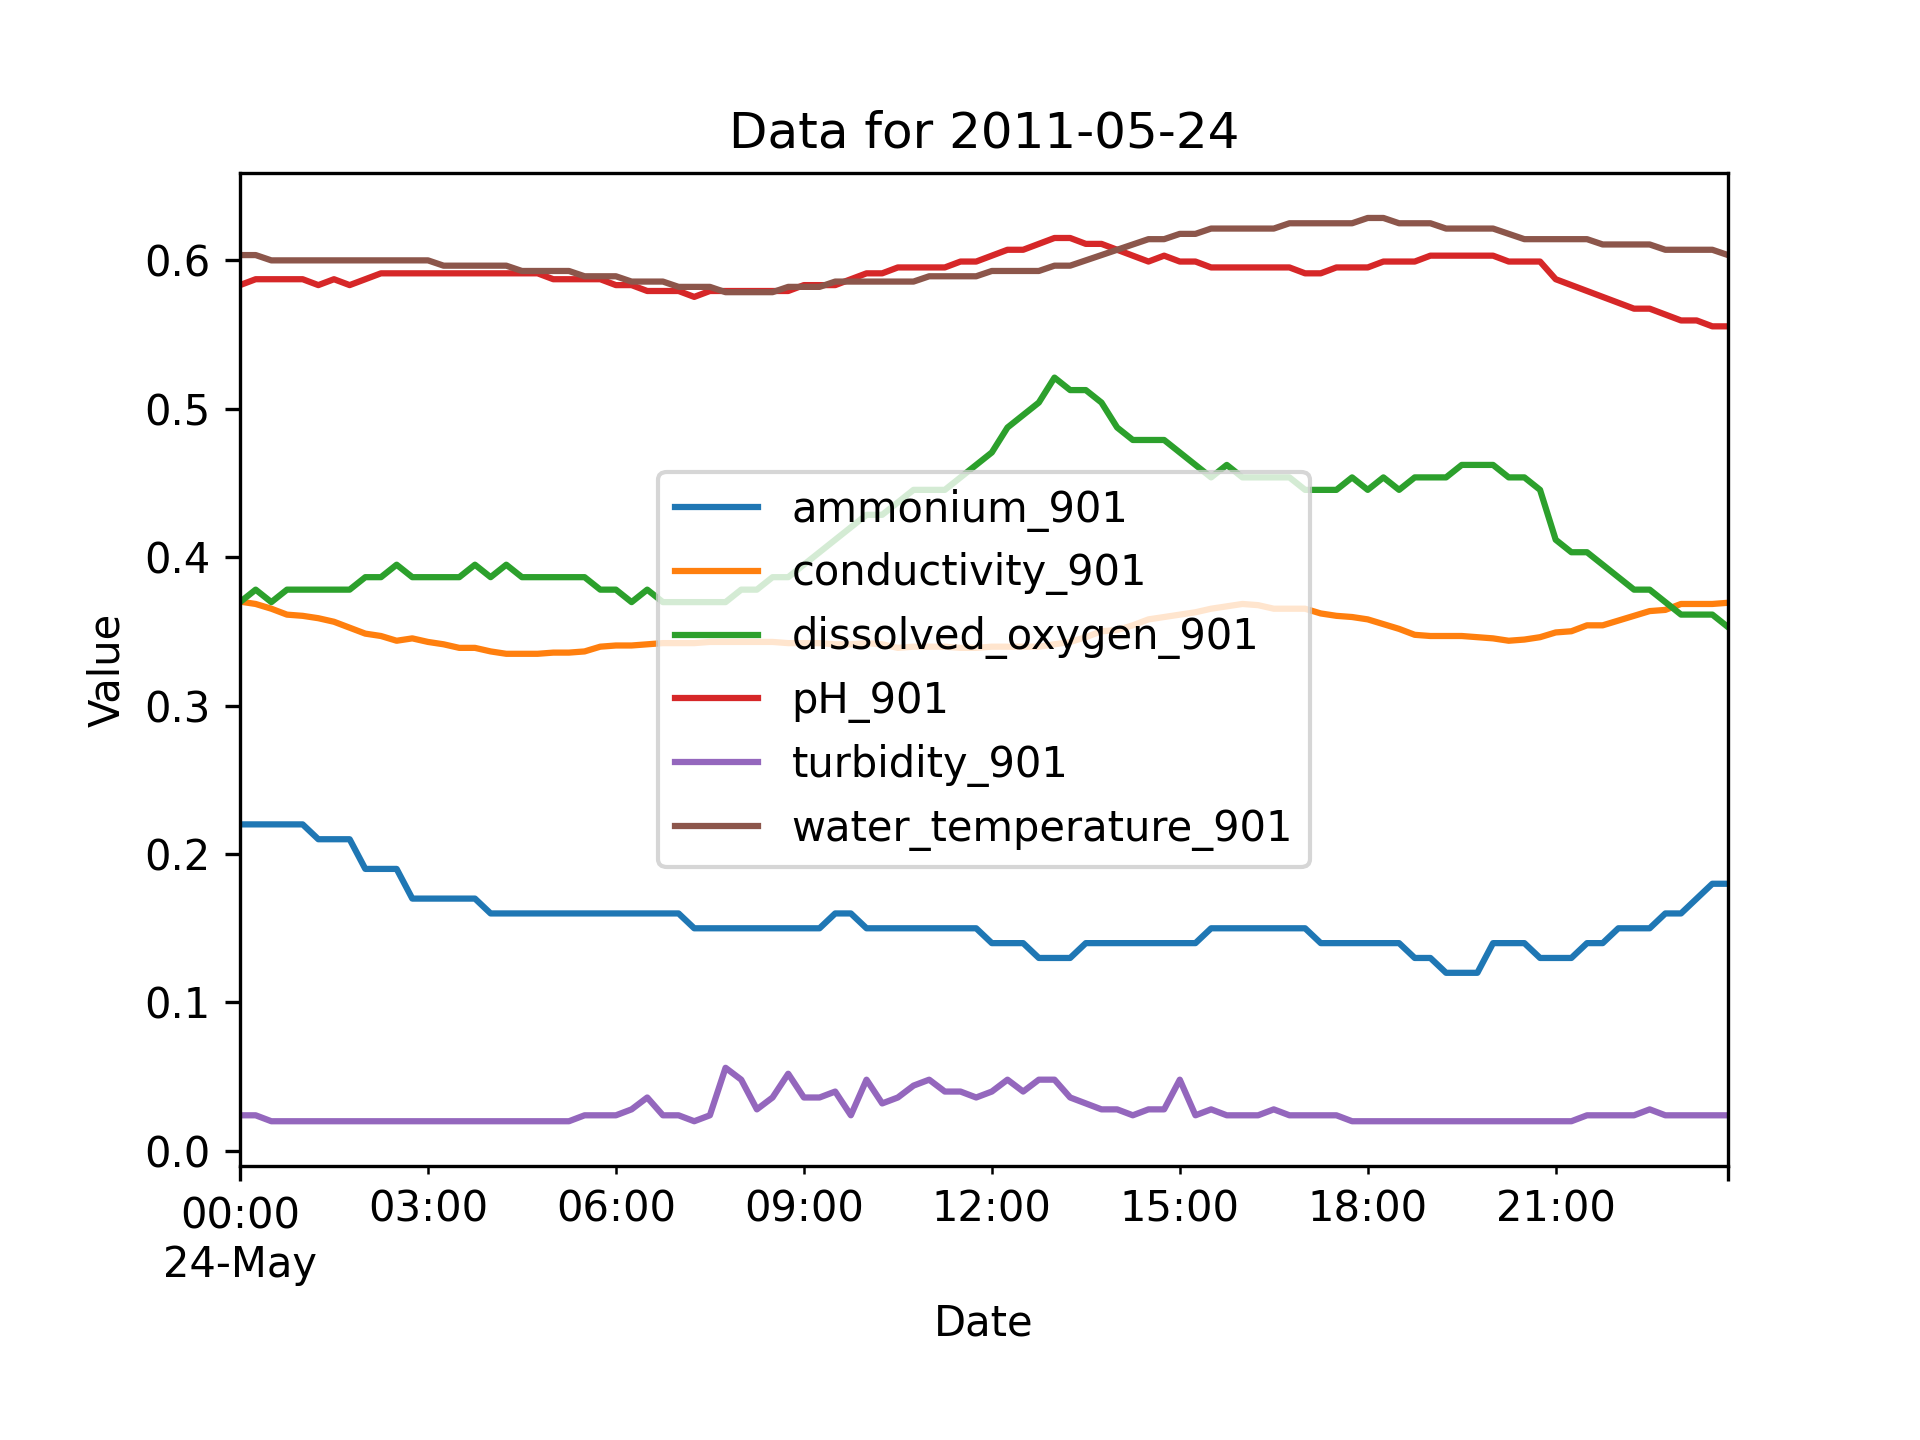 Data for 2011-05-24
Value
0.6
0.5
0.4
0.3
0.2
0.1
0.0
ammonium_901
conductivity_901
dissolved_oxygen_901
pH_901
turbidity_901
water_temperature_901
00:00 03:00 06:00 09:00 12:00 15:00 18:00 21:00
24-May
Date